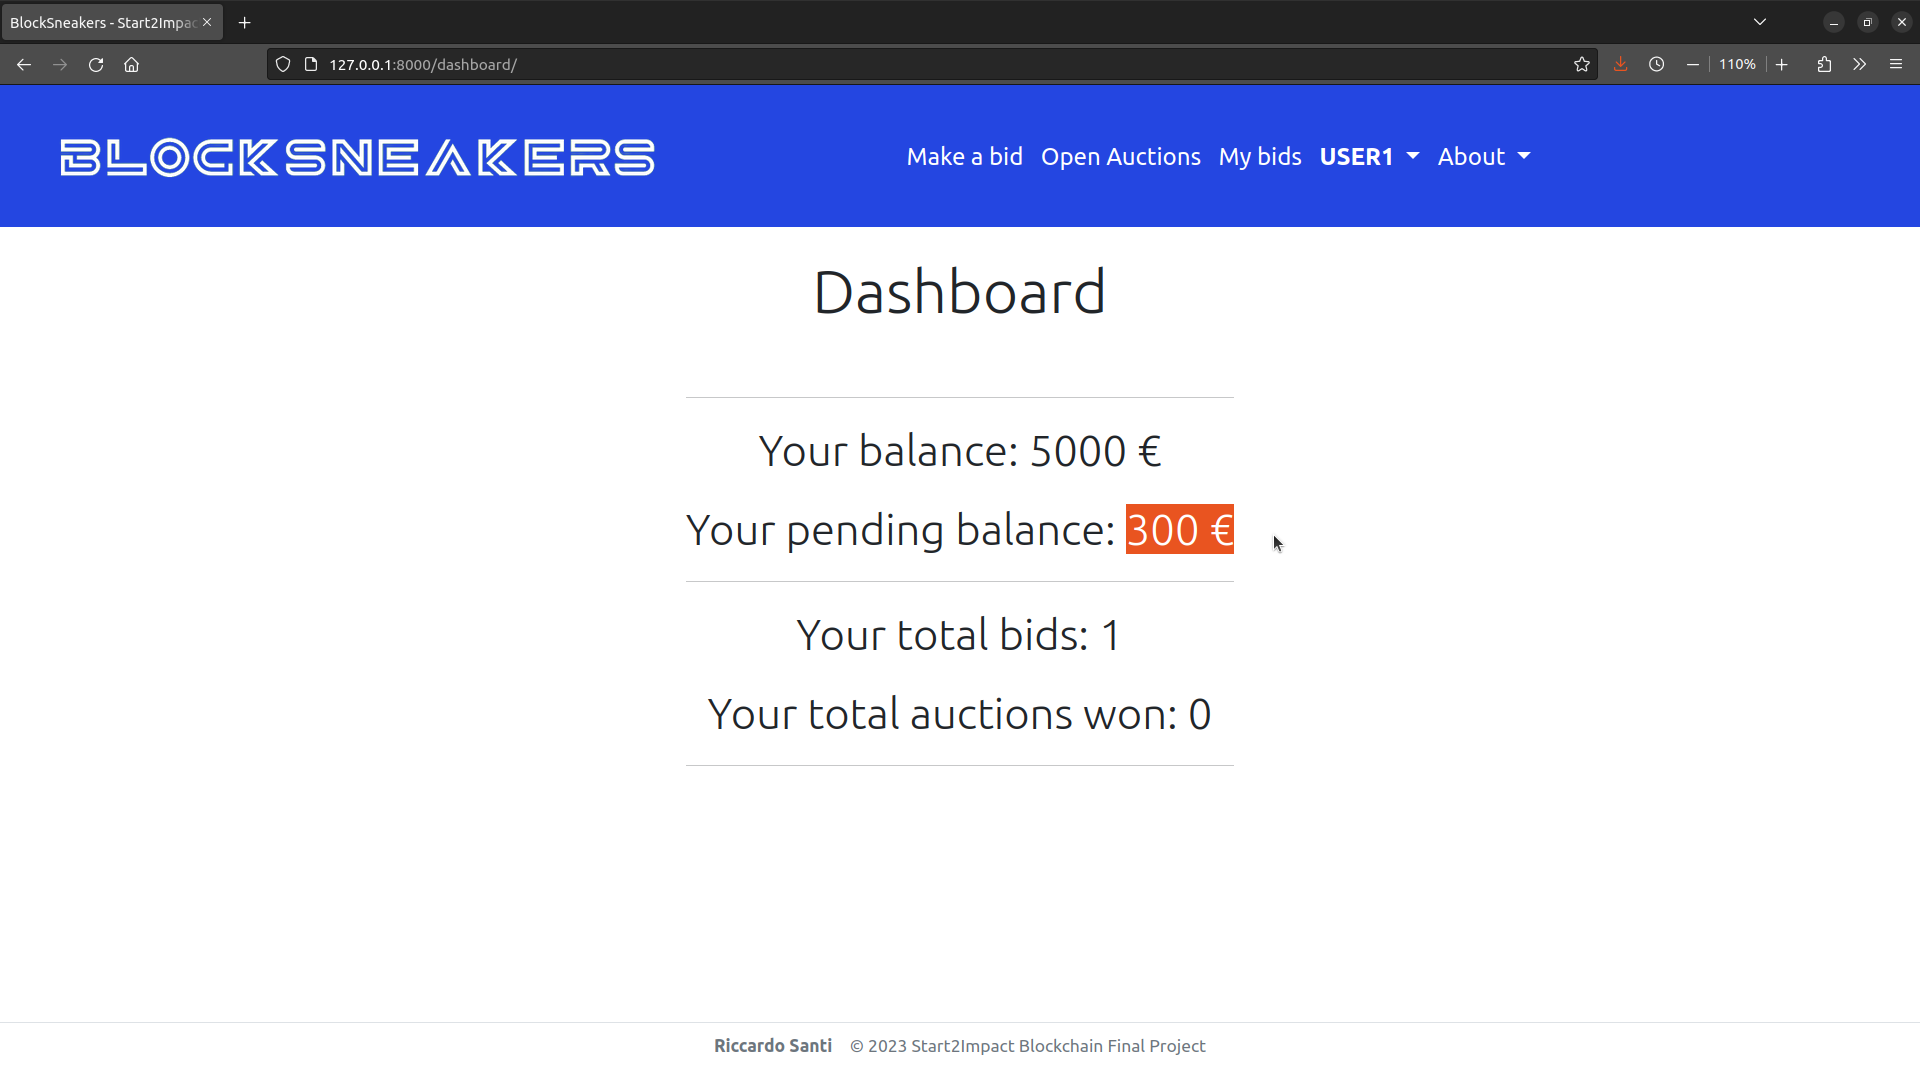 BlockSneakers - Start2Impac
127.0.0.1:8000/dashboard/
110%
BLOCKSNEAKERS
Make a bid
Open Auctions
My bids
USER1
About
Dashboard
Your balance: 5000 €
Your pending balance: 300 €
Your total bids: 1
Your total auctions won: 0
Riccardo Santi © 2023 Start2Impact Blockchain Final Project